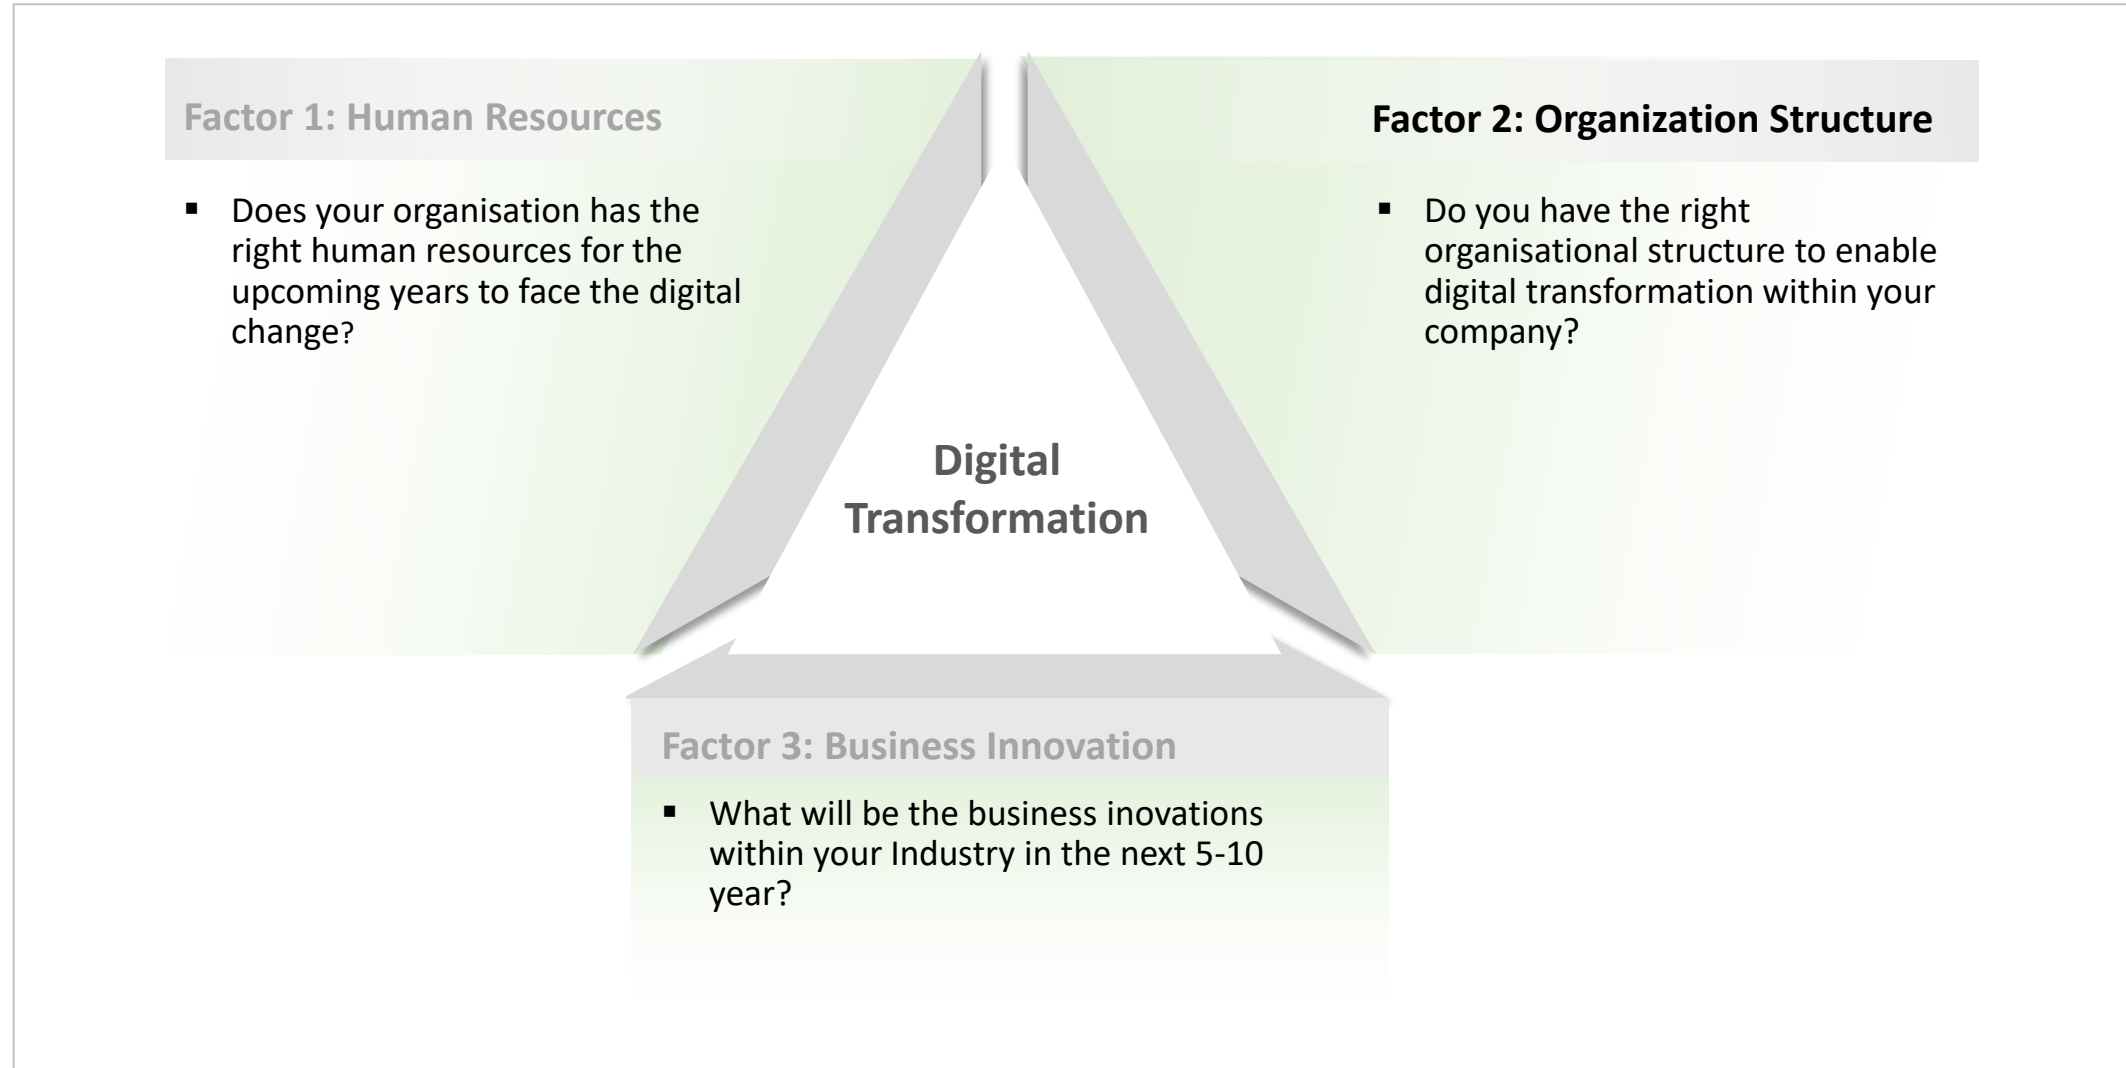 Factor 1: Human Resources
▪ Does your organisation has the
right human resources for the
upcoming years to face the digital
change?
Factor 2: Organization Structure
▪ Do you have the right
organisational structure to enable
digital transformation within your
company?
Digital
Transformation
Factor 3: Business Innovation
▪ What will be the business inovations
within your Industry in the next 5-10
year?